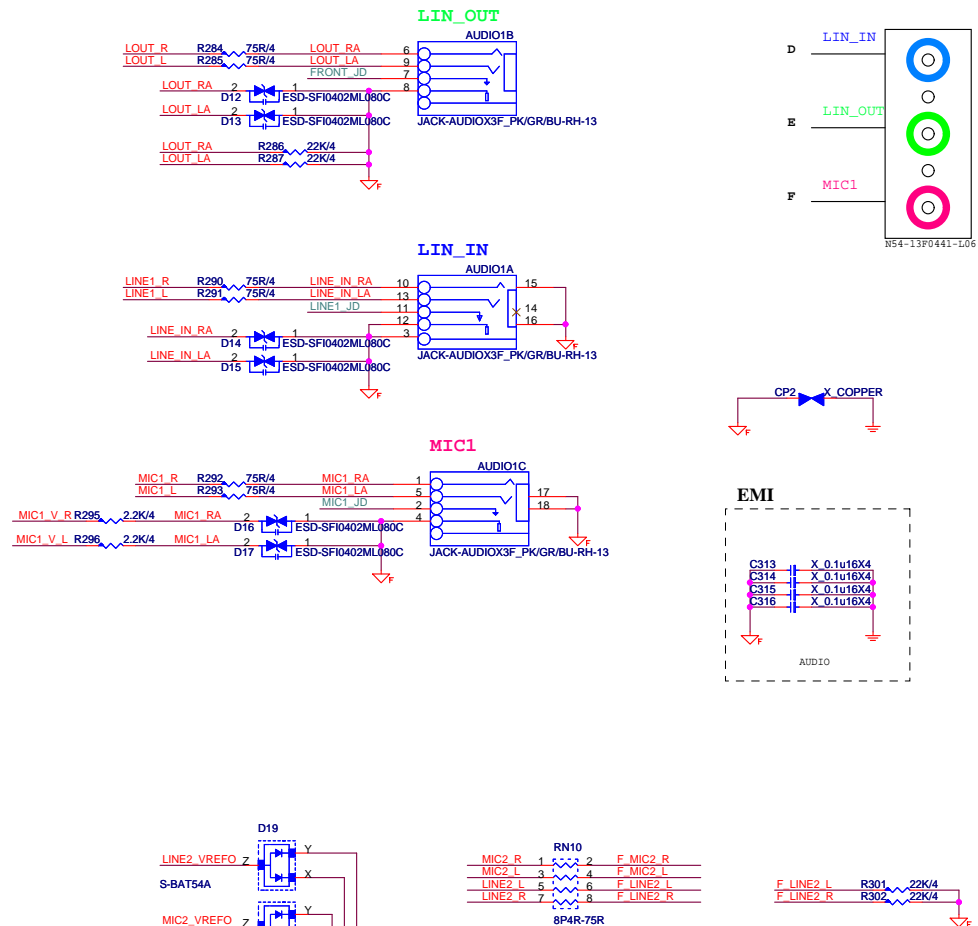 LIN_OUT
AUDIO1B
LOUT_R R284 75R/4 LOUT_RA 6
LOUT_L R285 75R/4 LOUT_LA 9
FRONT_JD 7
LOUT_RA 2 1 8
D12 ESD-SFI0402ML080C
LOUT_LA 2 1
D13 ESD-SFI0402ML080C
JACK-AUDIOX3F_PK/GR/BU-RH-13
LOUT_RA R286 22K/4
LOUT_LA R287 22K/4
F
D LIN_IN
E LIN_OUT
F MIC1
N54-13F0441-L06
LIN_IN
AUDIO1A
LINE1_R R290 75R/4 LINE_IN_RA 10 15
LINE1_L R291 75R/4 LINE_IN_LA 13
LINE1_JD 11 14
12 16
LINE_IN_RA 2 1 3
D14 ESD-SFI0402ML080C
F
LINE_IN_LA 2 1
D15 ESD-SFI0402ML080C
JACK-AUDIOX3F_PK/GR/BU-RH-13
F
CP2 X_COPPER
F
MIC1
AUDIO1C
MIC1_R R292 75R/4 MIC1_RA 1
MIC1_L R293 75R/4 MIC1_LA 5 17
MIC1_JD 2 18
MIC1_V_R R295 2.2K/4 MIC1_RA 2 1 4
D16 ESD-SFI0402ML080C
F
MIC1_V_L R296 2.2K/4 MIC1_LA 2 1
D17 ESD-SFI0402ML080C
JACK-AUDIOX3F_PK/GR/BU-RH-13
F
EMI
C313 X_0.1u16X4
C314 X_0.1u16X4
C315 X_0.1u16X4
C316 X_0.1u16X4
F
AUDIO
D19
LINE2_VREFO Z Y
X
S-BAT54A
MIC2_VREFO Z Y
RN10
MIC2_R 1 2 F_MIC2_R
MIC2_L 3 4 F_MIC2_L
LINE2_L 5 6 F_LINE2_L
LINE2_R 7 8 F_LINE2_R
8P4R-75R
F_LINE2_L R301 22K/4
F_LINE2_R R302 22K/4
F